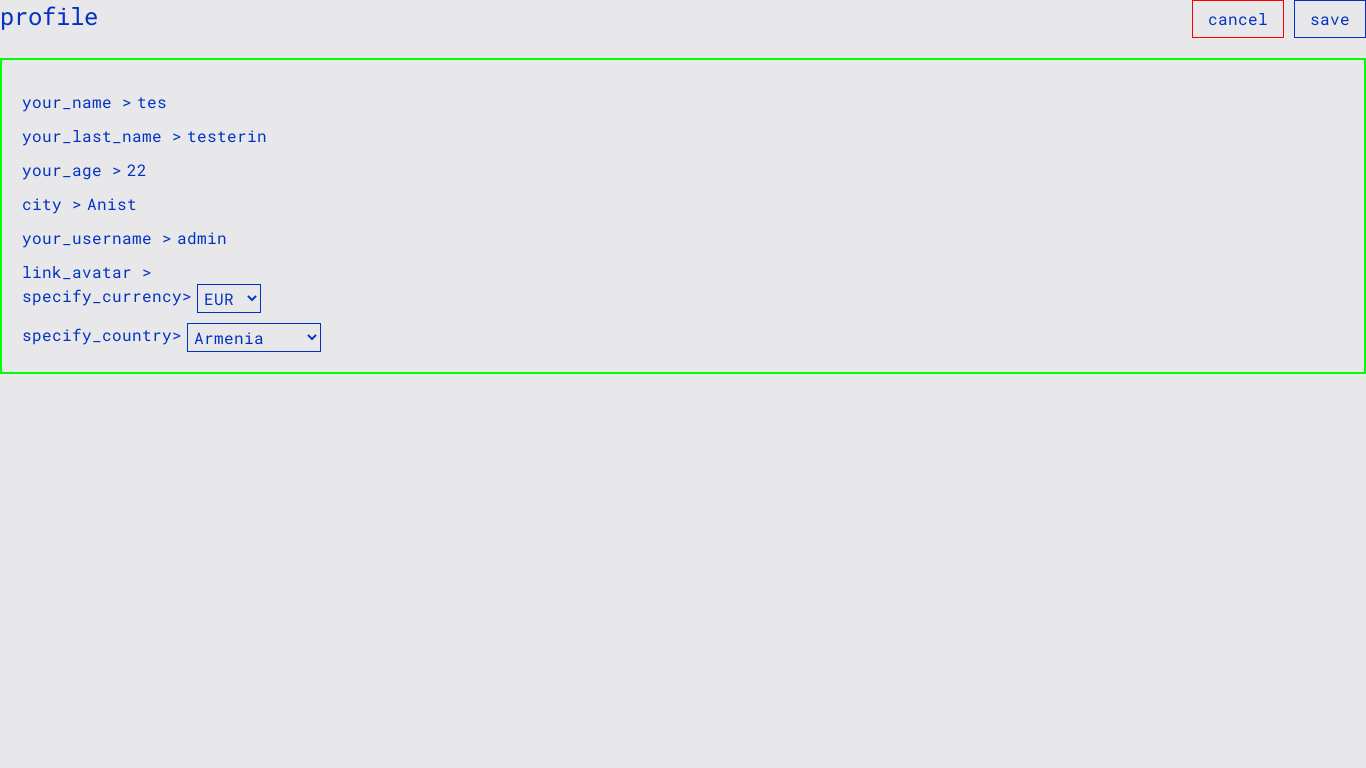 profile
cancel
save
your_name > tes
your_last_name > testerin
your_age > 22
city > Anist
your_username > admin
link_avatar >
specify_currency> EUR
specify_country> Armenia